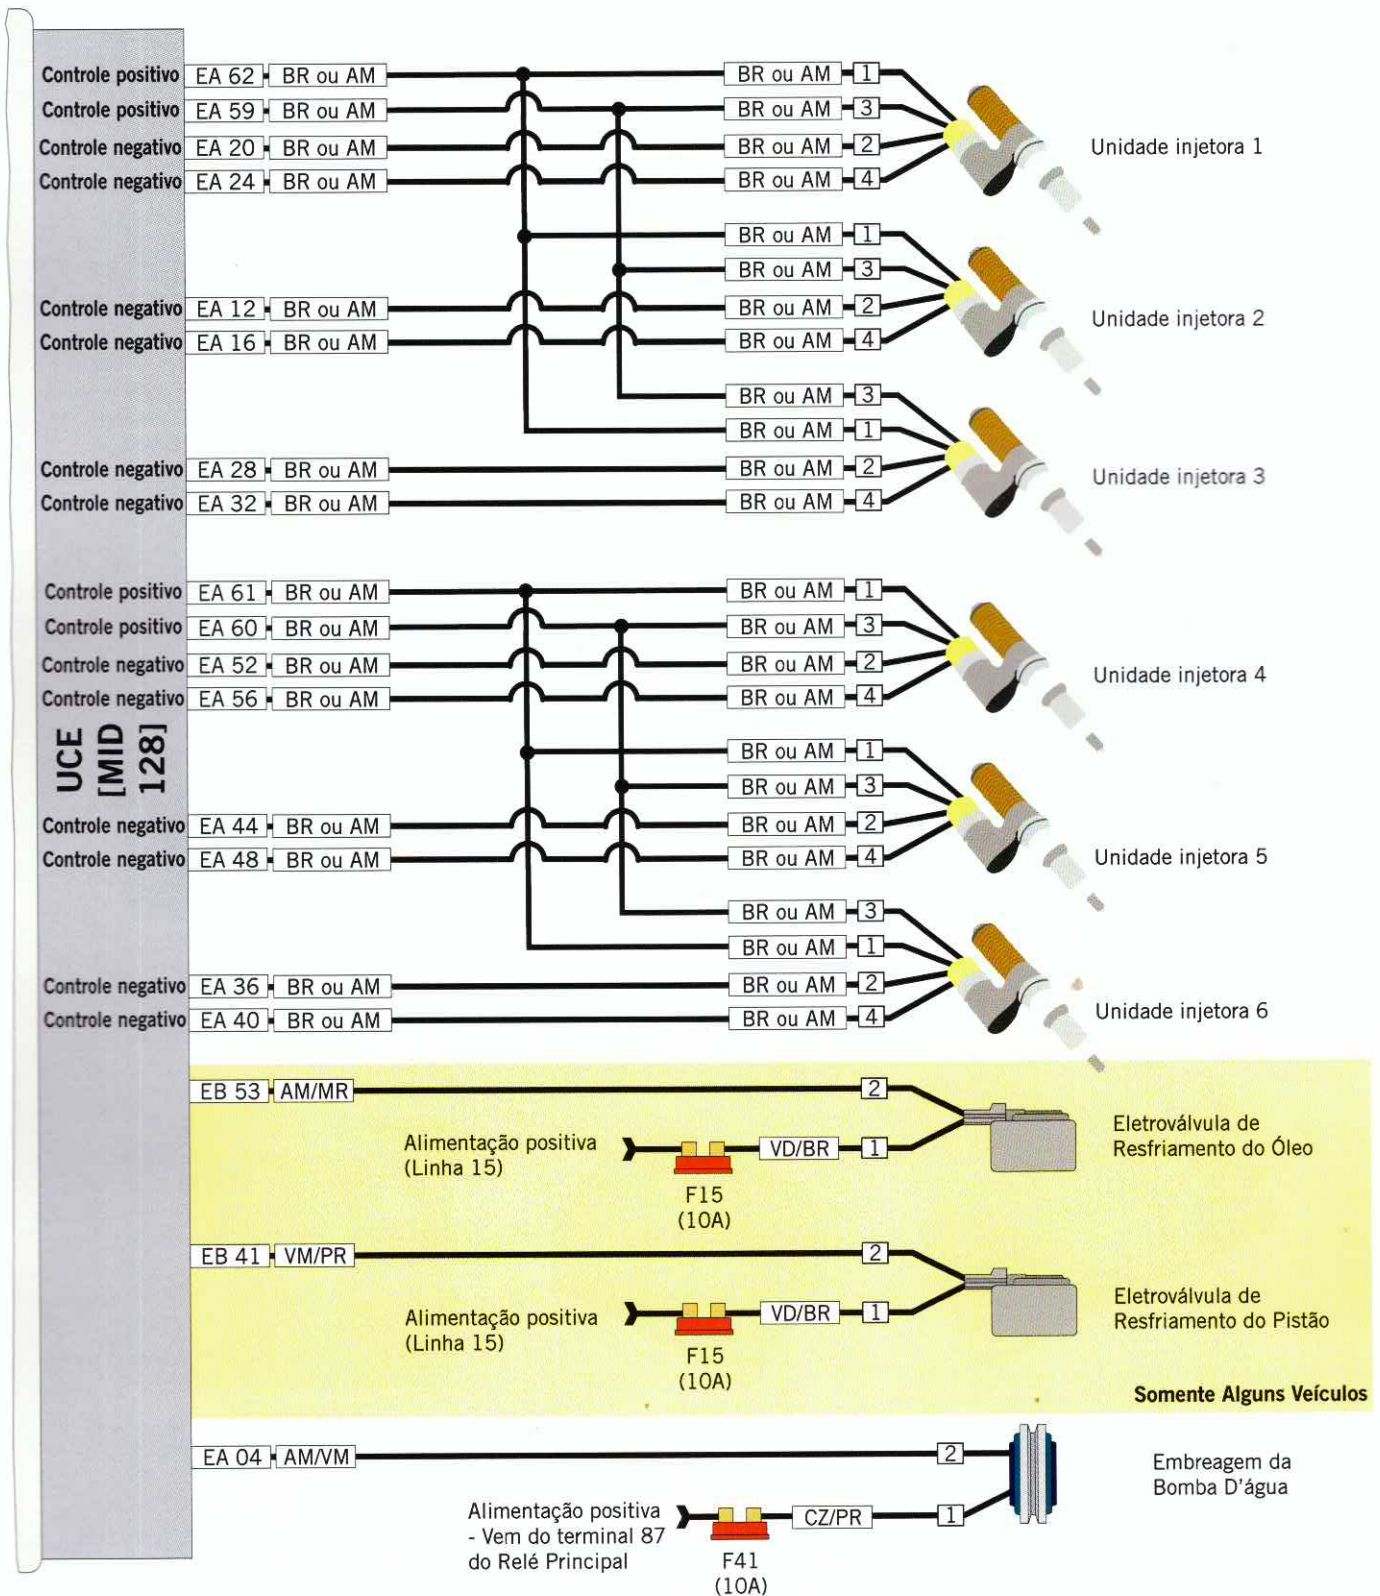 Controle positivo EA 62 BR ou AM BR ou AM 1
Controle positivo EA 59 BR ou AM BR ou AM 3
Controle negativo EA 20 BR ou AM BR ou AM 2
Unidade injetora 1
Controle negativo EA 24 BR ou AM BR ou AM 4
BR ou AM 1
BR ou AM 3
Controle negativo EA 12 BR ou AM BR ou AM 2
Unidade injetora 2
Controle negativo EA 16 BR ou AM BR ou AM 4
BR ou AM 3
BR ou AM 1
Controle negativo EA 28 BR ou AM BR ou AM 2
Unidade injetora 3
Controle negativo EA 32 BR ou AM BR ou AM 4
Controle positivo EA 61 BR ou AM BR ou AM 1
Controle positivo EA 60 BR ou AM BR ou AM 3
Controle negativo EA 52 BR ou AM BR ou AM 2
Unidade injetora 4
Controle negativo EA 56 BR ou AM BR ou AM 4
UCE
[MID
128]
BR ou AM 1
BR ou AM 3
Controle negativo EA 44 BR ou AM BR ou AM 2
Controle negativo EA 48 BR ou AM BR ou AM 4
Unidade injetora 5
BR ou AM 3
BR ou AM 1
Controle negativo EA 36 BR ou AM BR ou AM 2
Unidade injetora 6
Controle negativo EA 40 BR ou AM BR ou AM 4
EB 53 AM/MR 2
Alimentação positiva
(Linha 15)
VD/BR 1
F15
(10A)
Eletroválvula de
Resfriamento do Óleo
EB 41 VM/PR 2
Alimentação positiva
(Linha 15)
VD/BR 1
F15
(10A)
Eletroválvula de
Resfriamento do Pistão
Somente Alguns Veículos
EA 04 AM/VM 2
Embreagem da
Bomba D'água
Alimentação positiva
- Vem do terminal 87
do Relé Principal
CZ/PR 1
F41
(10A)